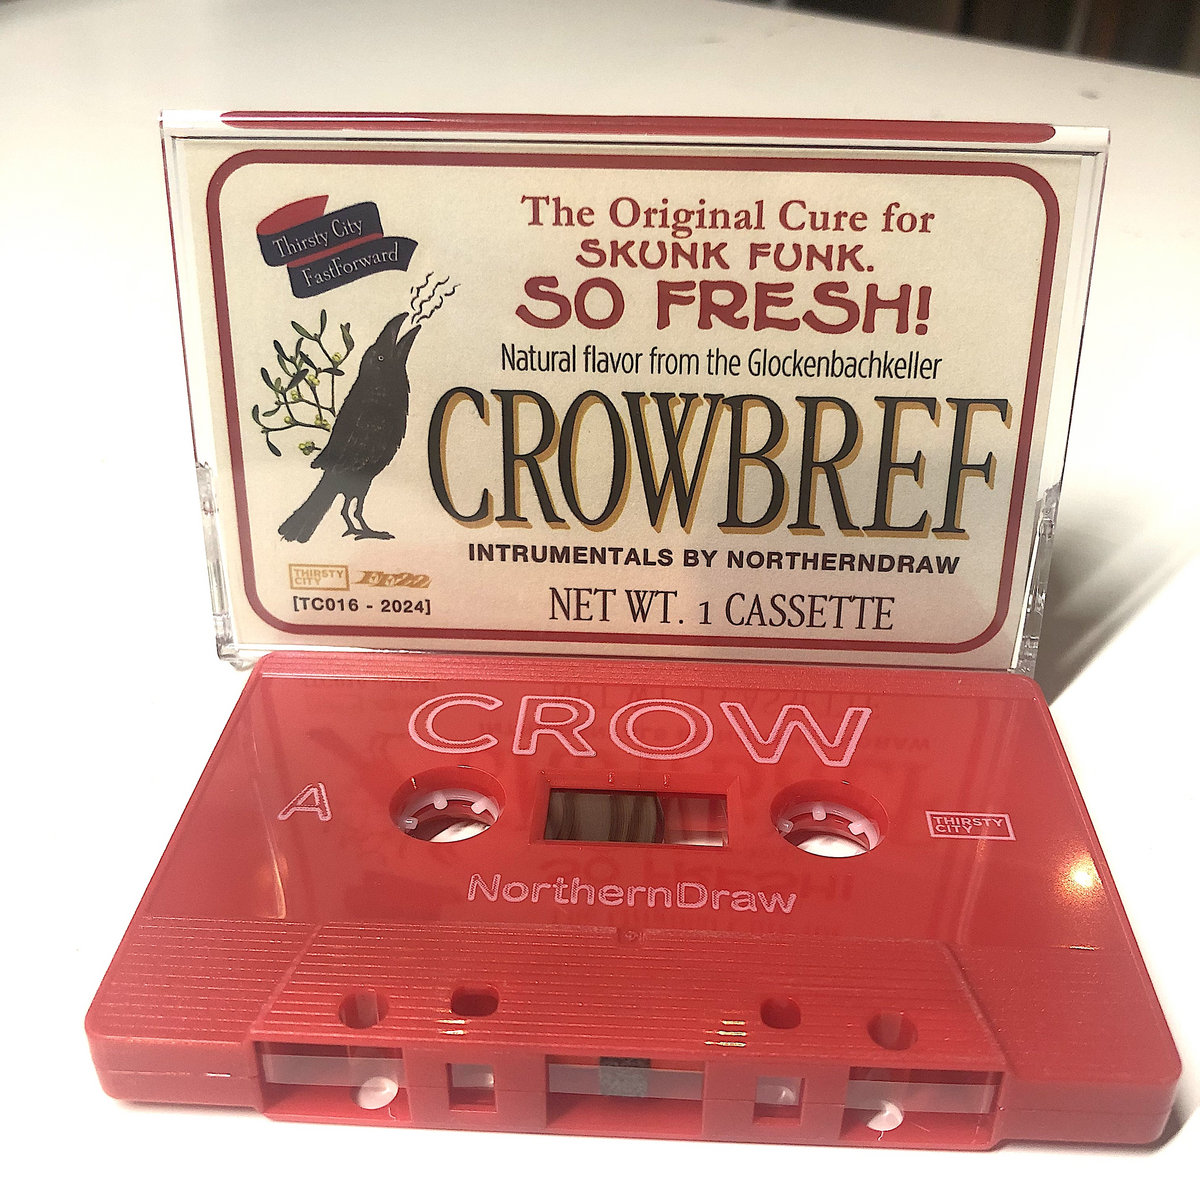 Thirsty City
FastForward
The Original Cure for
SKUNK FUNK.
SO FRESH!
Natural flavor from the Glockenbachkeller
CROWBREF
INTRUMENTALS BY NORTHERNDRAW
THIRSTY
CITY
FF22
[TC016 - 2024]
NET WT. 1 CASSETTE
CROW
A
THIRSTY
CITY
NorthernDraw